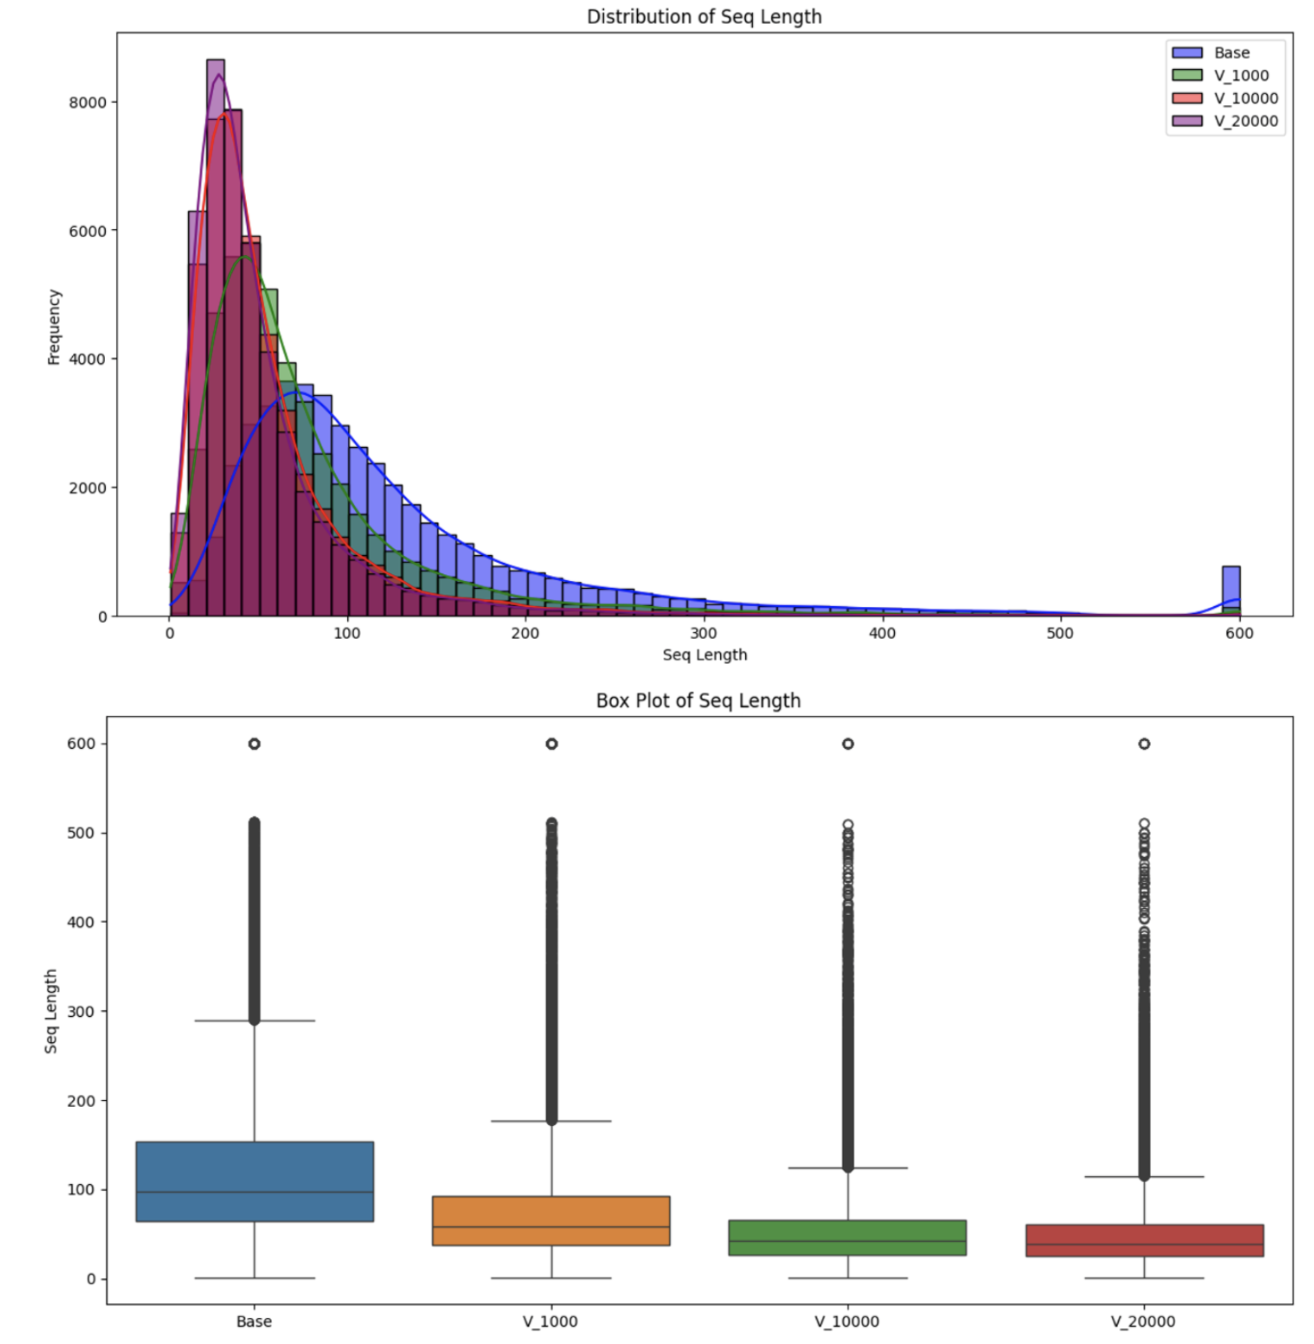 Distribution of Seq Length
Base
V_1000
V_10000
V_20000
8000
6000
4000
2000
0
Frequency
0 100 200 300 400 500 600
Seq Length
Box Plot of Seq Length
600
500
400
300
200
100
0
Seq Length
Base V_1000 V_10000 V_20000